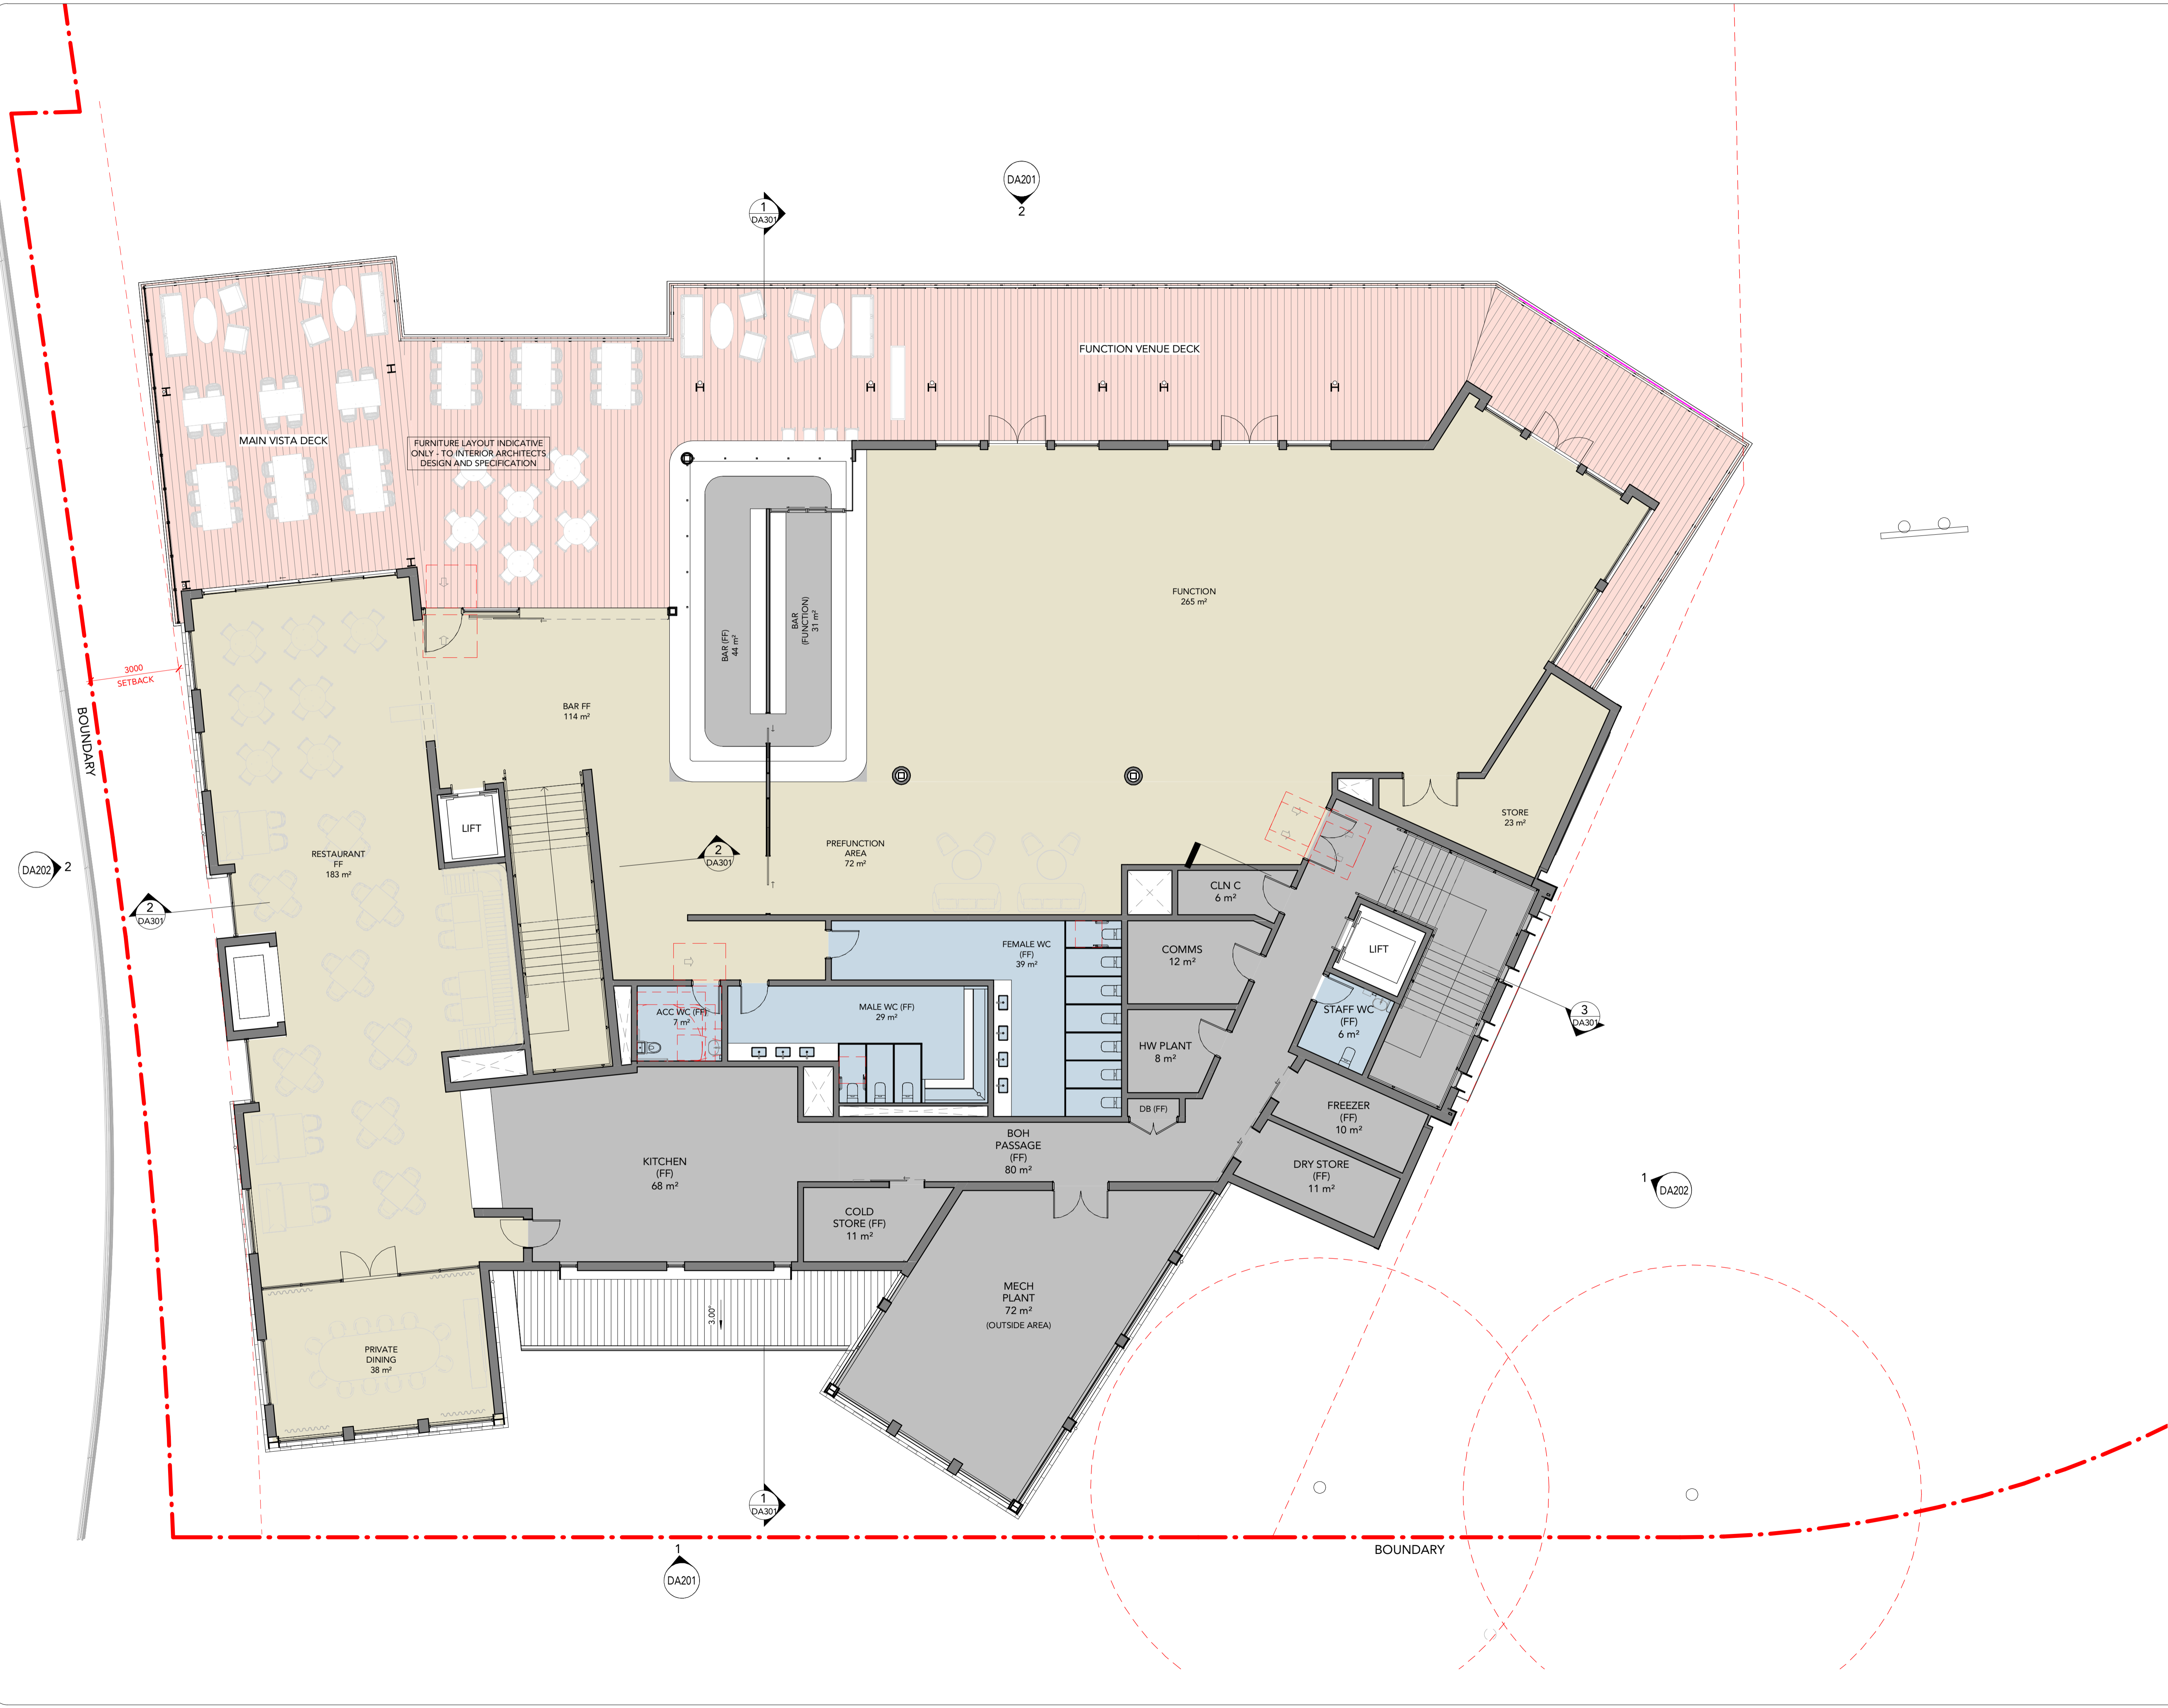 DA201
2
1
DA301
FUNCTION VENUE DECK
MAIN VISTA DECK
FURNITURE LAYOUT INDICATIVE
ONLY - TO INTERIOR ARCHITECTS
DESIGN AND SPECIFICATION
3000
SETBACK
BOUNDARY
BAR FF
114 m²
BAR (FF)
44 m²
BAR
(FUNCTION)
31 m²
FUNCTION
265 m²
LIFT
RESTAURANT
FF
183 m²
2
DA301
PREFUNCTION
AREA
72 m²
STORE
23 m²
DA202
2
2
DA301
CLN C
6 m²
COMMS
12 m²
LIFT
FEMALE WC
(FF)
39 m²
ACC WC (FF)
7 m²
MALE WC (FF)
29 m²
STAFF WC
(FF)
6 m²
3
DA301
HW PLANT
8 m²
DB (FF)
FREEZER
(FF)
10 m²
BOH
PASSAGE
(FF)
80 m²
KITCHEN
(FF)
68 m²
DRY STORE
(FF)
11 m²
1
DA202
COLD
STORE (FF)
11 m²
MECH
PLANT
72 m²
(OUTSIDE AREA)
3.00°
PRIVATE
DINING
38 m²
1
DA301
BOUNDARY
1
DA201